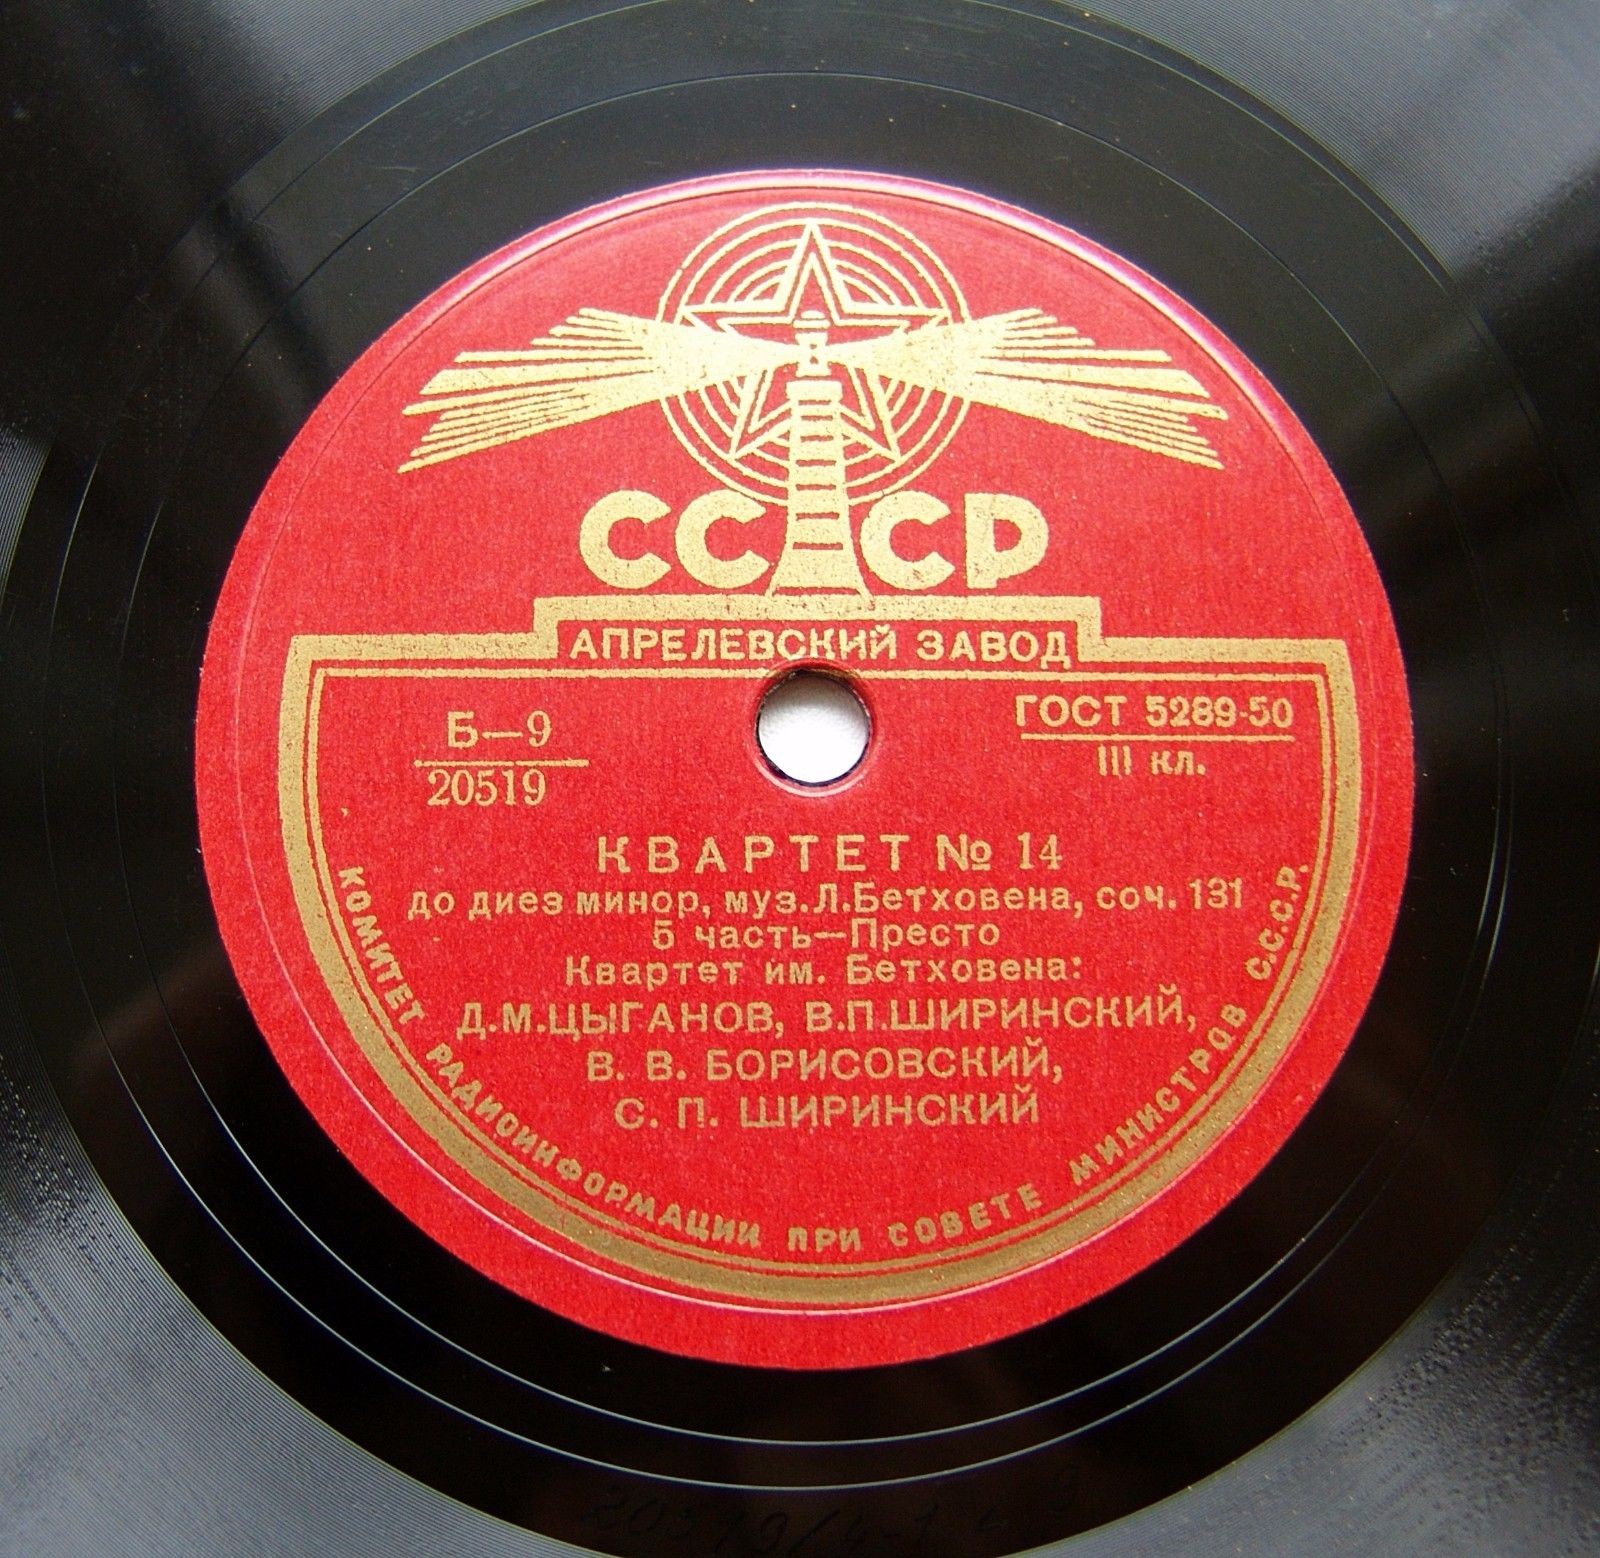 СССР
АПРЕЛЕВСКИЙ ЗАВОД
Б—9
20519
ГОСТ 5289-50
III кл.
КВАРТЕТ № 14
до диез минор, муз. Л. Бетховена, соч. 131
5 часть—Престо
Квартет им. Бетховена:
Д.М.ЦЫГАНОВ, В.П.ШИРИНСКИЙ,
В. В. БОРИСОВСКИЙ,
С. П. ШИРИНСКИЙ
КОМИТЕТ РАДИОИНФОРМАЦИИ ПРИ СОВЕТЕ МИНИСТРОВ С.С.С.Р.